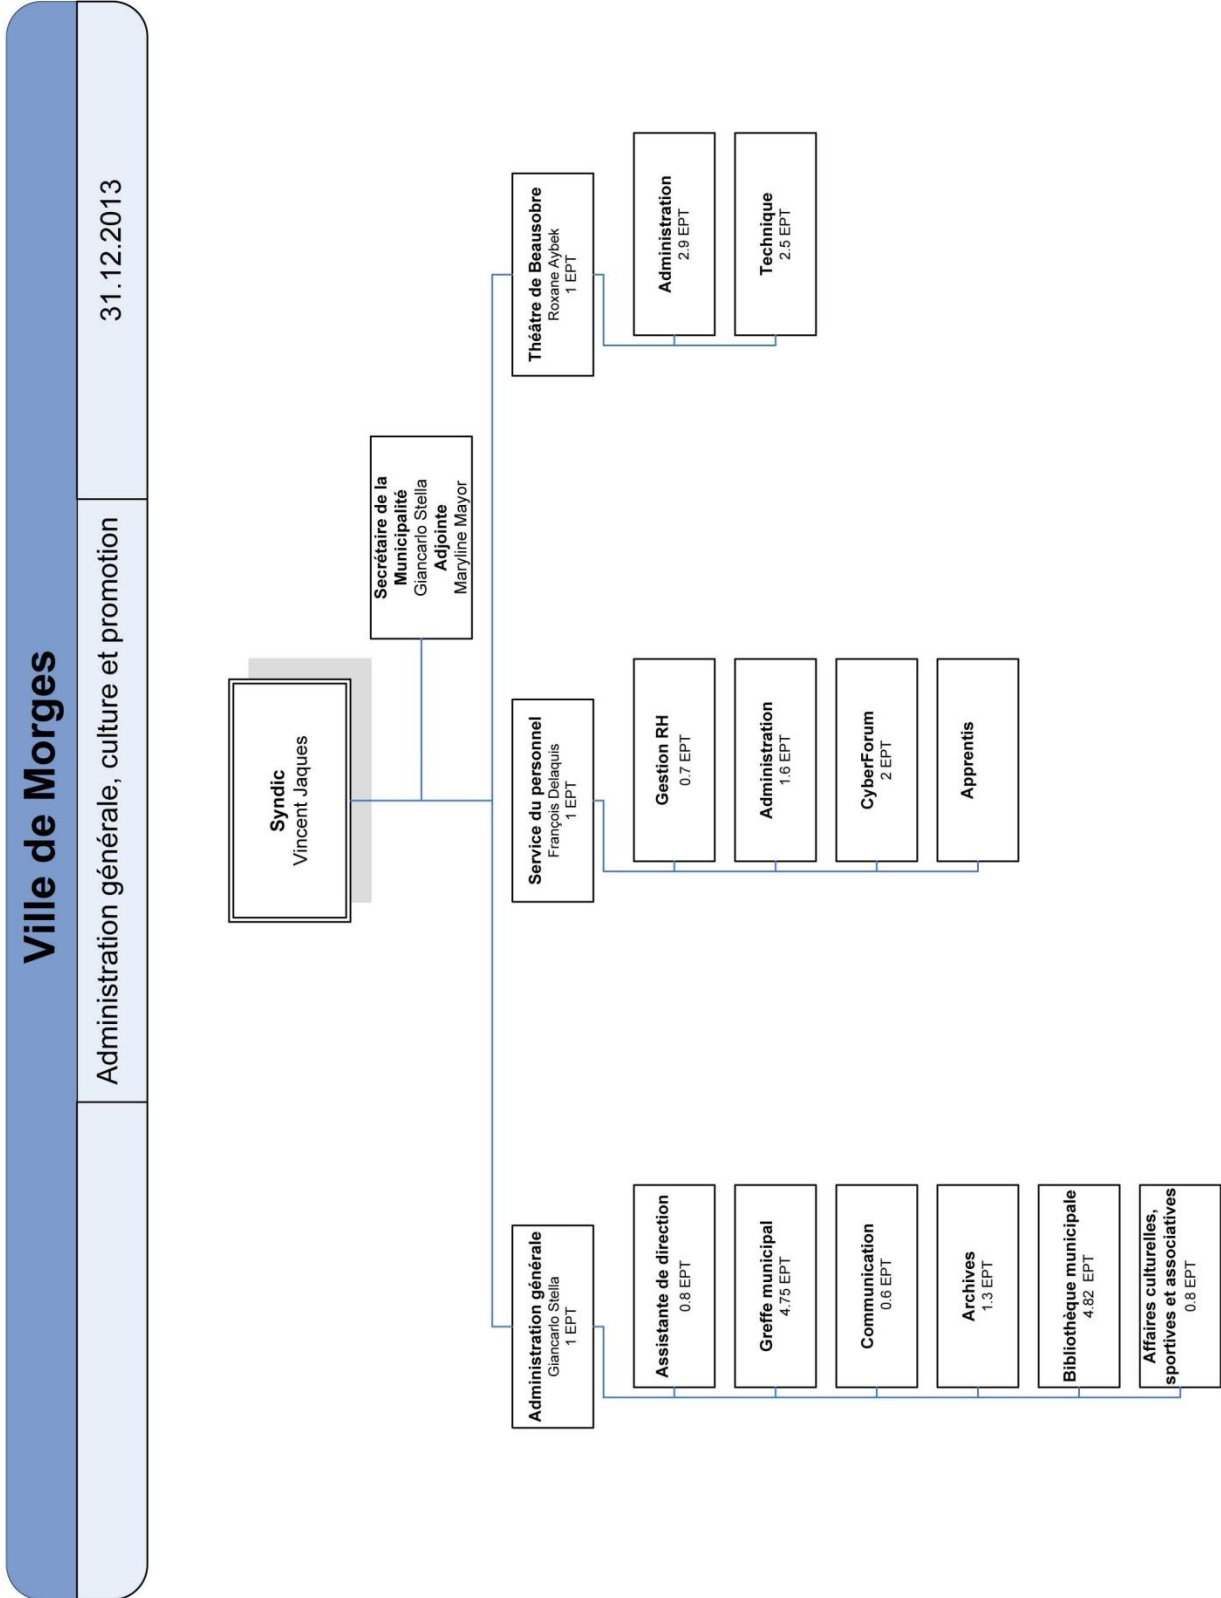 Ville de Morges
Administration générale, culture et promotion
31.12.2013
Syndic
Vincent Jaques
Secrétaire de la
Municipalité
Giancarlo Stella
Adjointe
Maryline Mayor
Administration générale
Giancarlo Stella
1 EPT
Assistante de direction
0.8 EPT
Greffe municipal
4.75 EPT
Communication
0.6 EPT
Archives
1.3 EPT
Bibliothèque municipale
4.82 EPT
Affaires culturelles,
sportives et associatives
0.8 EPT
Service du personnel
François Delaquis
1 EPT
Gestion RH
0.7 EPT
Administration
1.6 EPT
CyberForum
2 EPT
Apprentis
Théâtre de Beausobre
Roxane Aybek
1 EPT
Administration
2.9 EPT
Technique
2.5 EPT